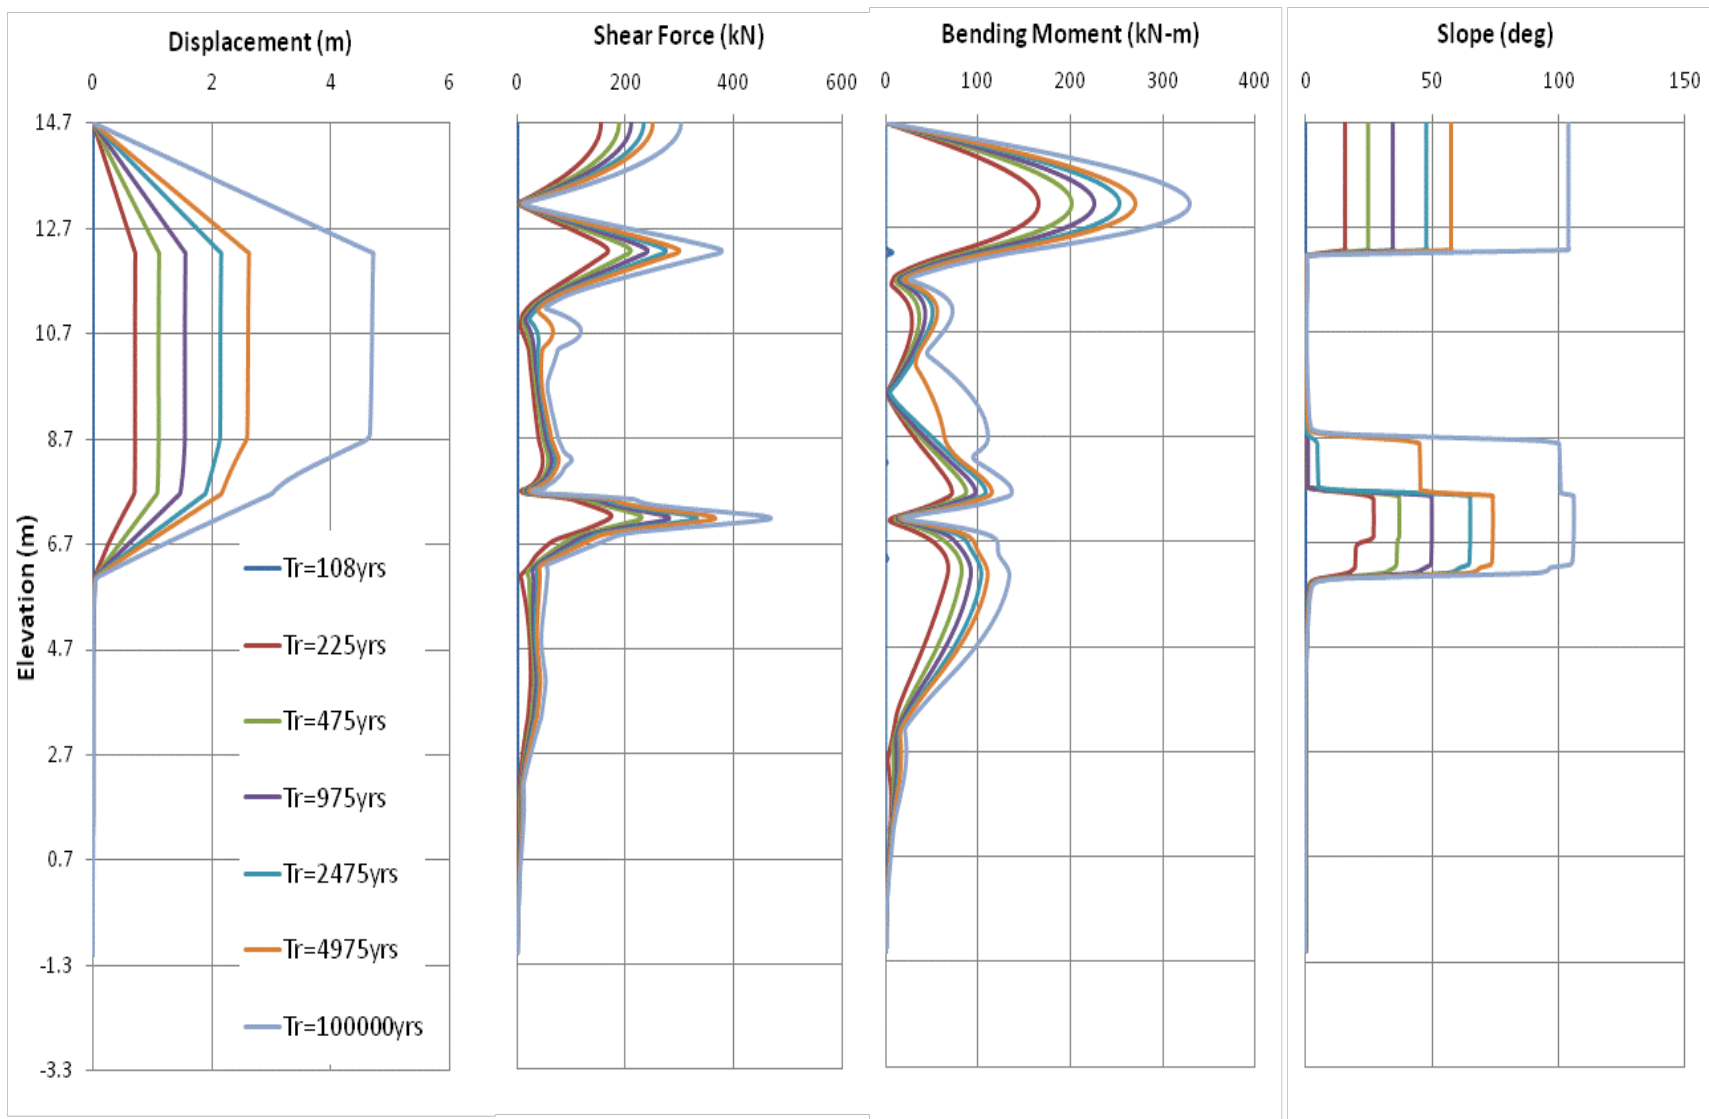 Displacement (m)
0 2 4 6
Shear Force (kN)
0 200 400 600
Bending Moment (kN-m)
0 100 200 300 400
Slope (deg)
0 50 100 150
Elevation (m)
14.7
12.7
10.7
8.7
6.7
4.7
2.7
0.7
-1.3
-3.3
Tr=108yrs
Tr=225yrs
Tr=475yrs
Tr=975yrs
Tr=2475yrs
Tr=4975yrs
Tr=100000yrs